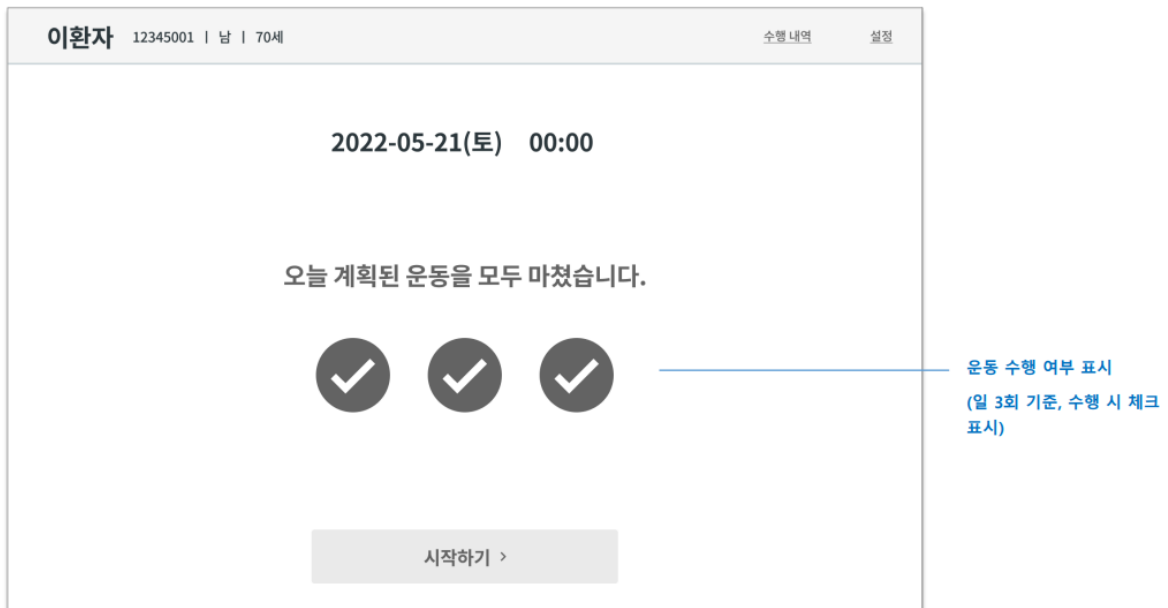 이환자 12345001 | 남 | 70세 수행 내역 설정
2022-05-21(토) 00:00
오늘 계획된 운동을 모두 마쳤습니다.
운동 수행 여부 표시
(일 3회 기준, 수행 시 체크
표시)
시작하기 >